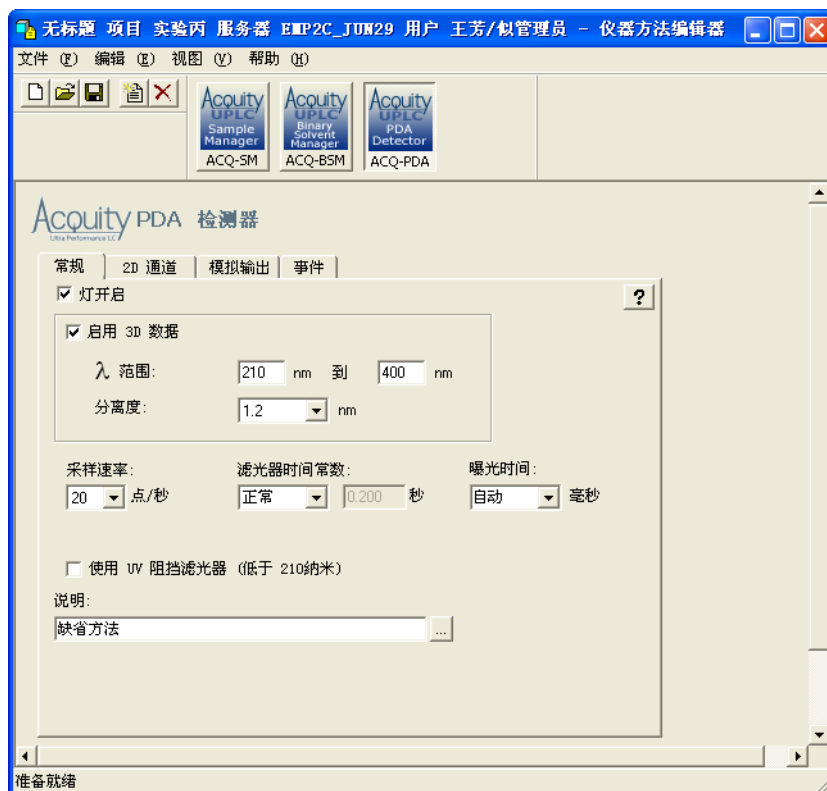 无标题 项目 实验丙 服务器 EMP2C_JUN29 用户 王芳/似管理员 - 仪器方法编辑器
文件 (F) 编辑 (E) 视图 (V) 帮助 (H)
Acquity UPLC Sample Manager ACQ-SM
Acquity UPLC Binary Solvent Manager ACQ-BSM
Acquity UPLC PDA Detector ACQ-PDA
Acquity PDA 检测器
Ultra Performance LC
常规 2D 通道 模拟输出 事件
灯开启 ?
启用 3D 数据
λ 范围: 210 nm 到 400 nm
分离度: 1.2 nm
采样速率: 滤光器时间常数: 曝光时间:
20 点/秒 正常 0.200 秒 自动 毫秒
使用 UV 阻挡滤光器 (低于 210纳米)
说明:
缺省方法 ...
准备就绪